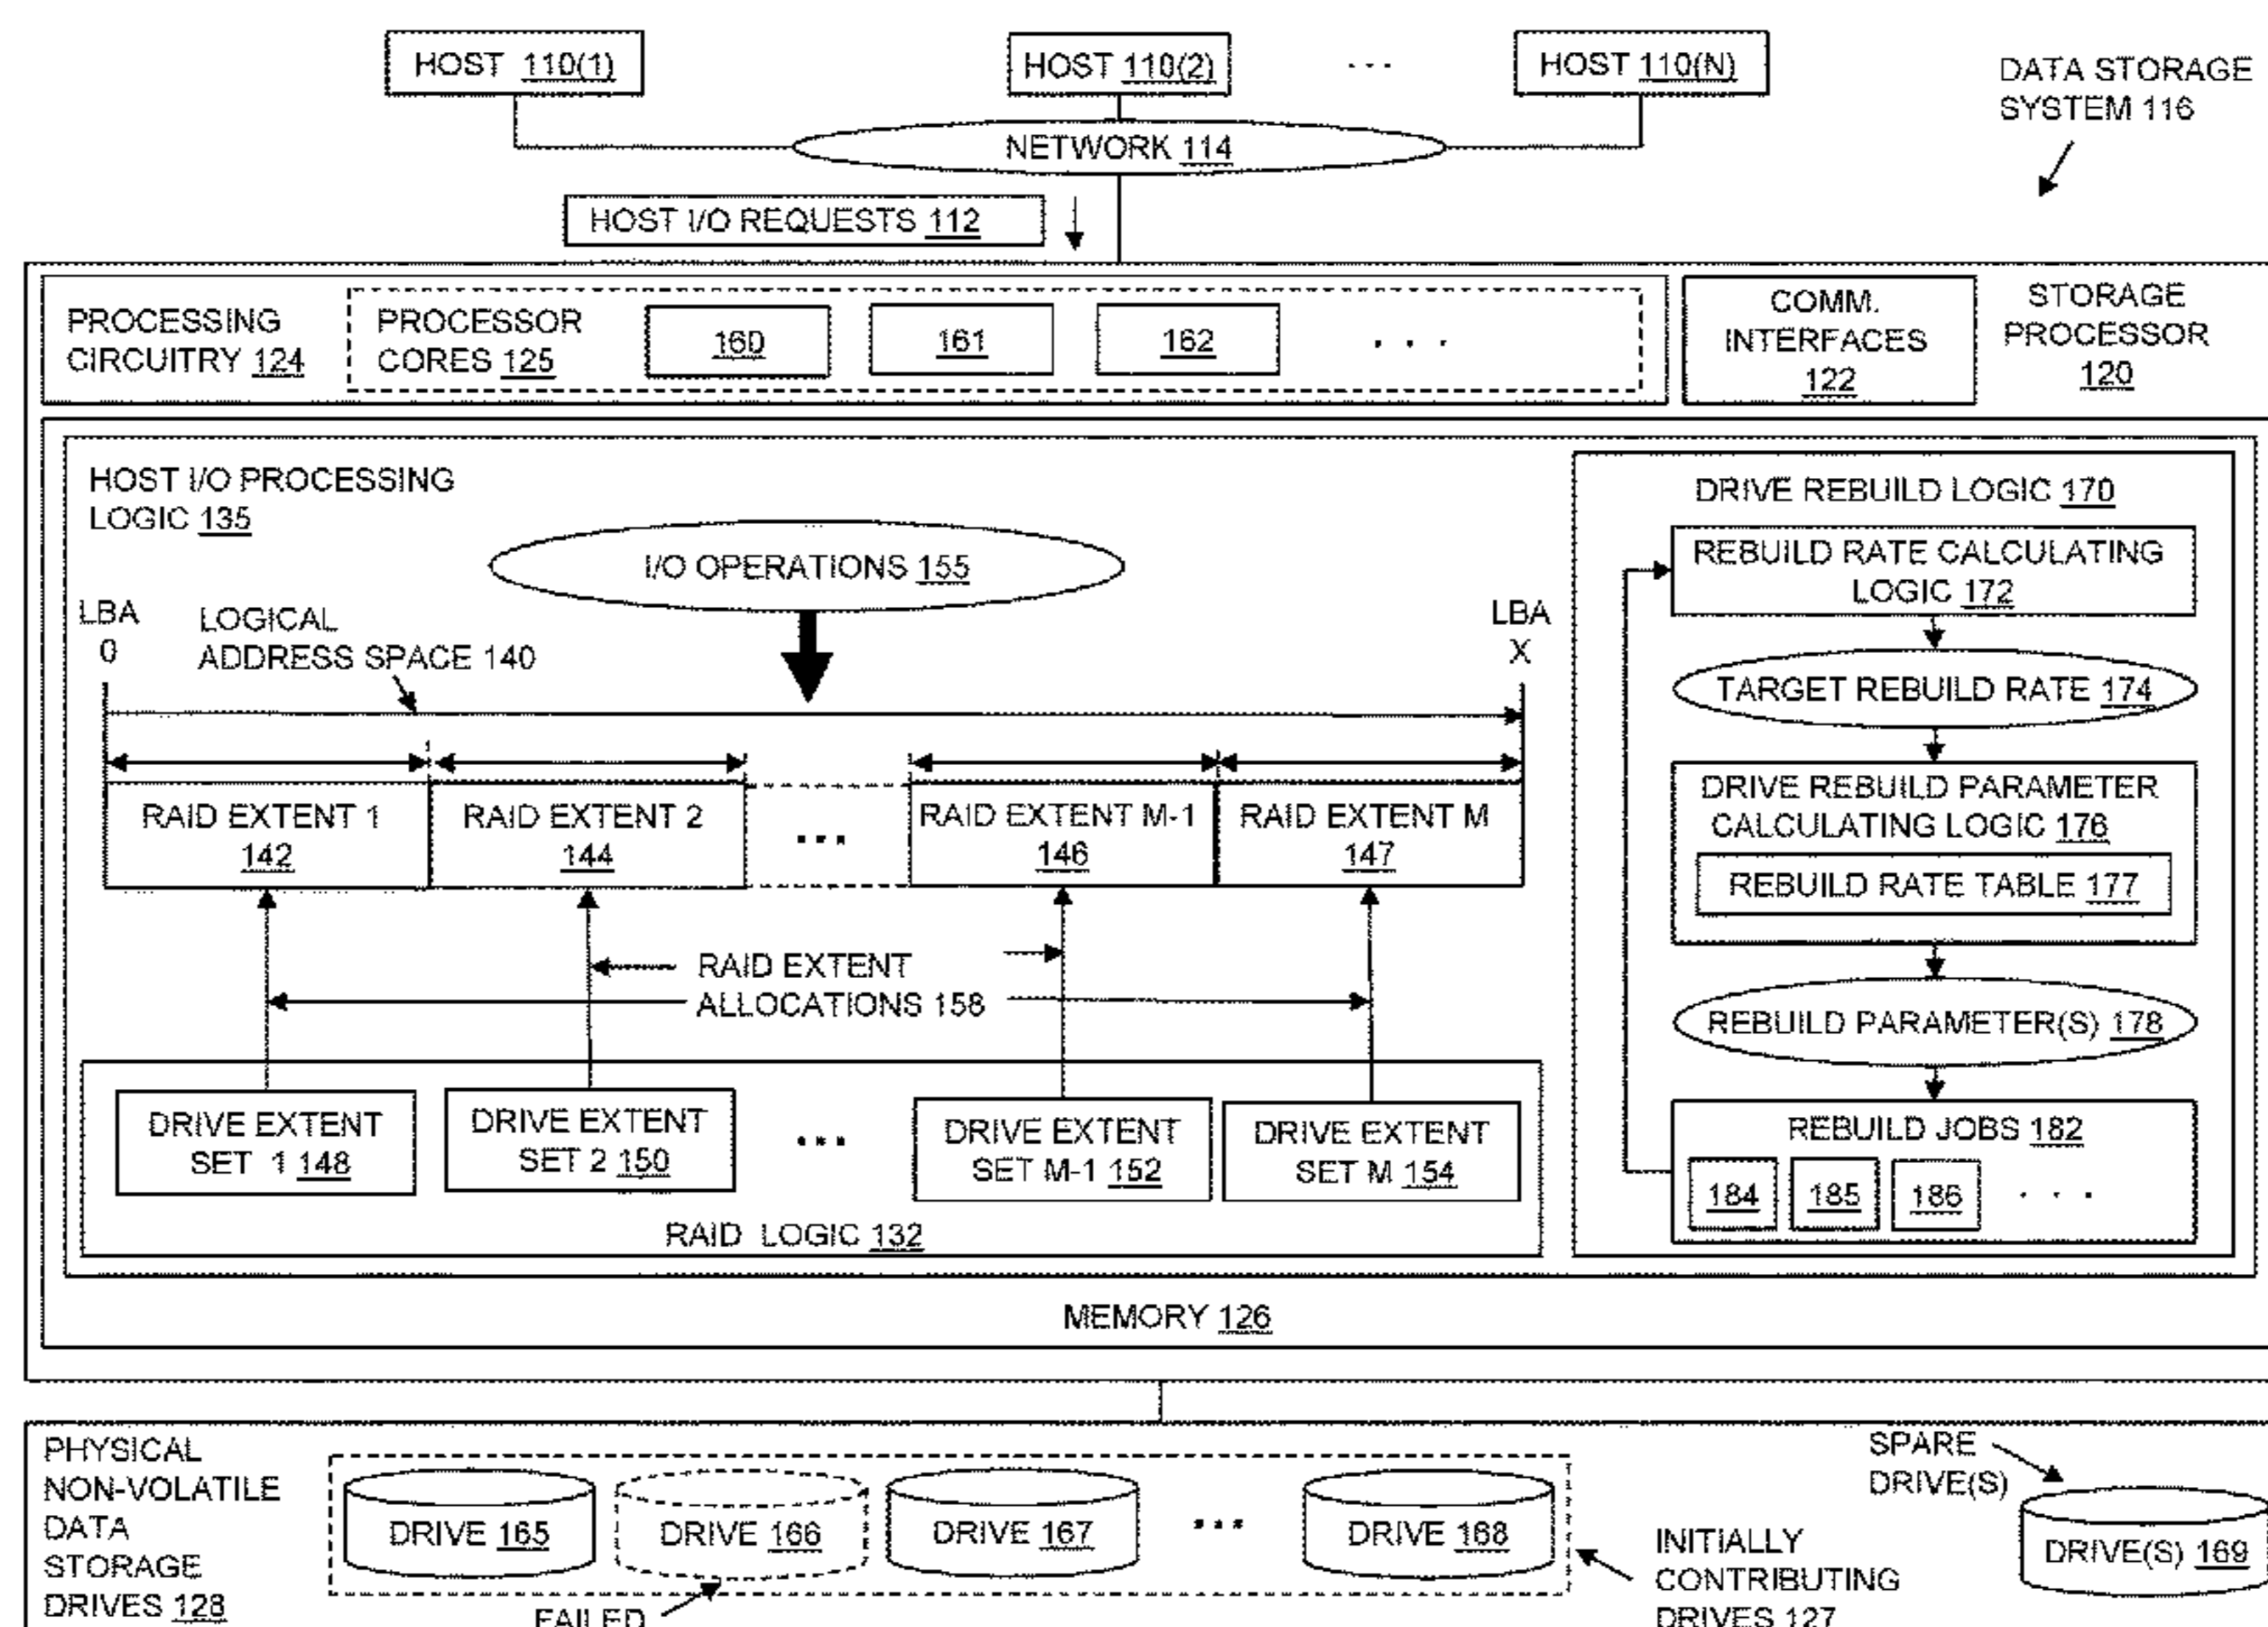 HOST 110(1)
HOST 110(2)
...
HOST 110(N)
DATA STORAGE
SYSTEM 116
NETWORK 114
HOST I/O REQUESTS 112
PROCESSING
CIRCUITRY 124
PROCESSOR
CORES 125
160
161
162
. . .
COMM.
INTERFACES
122
STORAGE
PROCESSOR
120
HOST I/O PROCESSING
LOGIC 135
I/O OPERATIONS 155
LBA
0
LOGICAL
ADDRESS SPACE 140
LBA
X
RAID EXTENT 1
142
RAID EXTENT 2
144
...
RAID EXTENT M-1
146
RAID EXTENT M
147
RAID EXTENT
ALLOCATIONS 158
DRIVE EXTENT
SET 1 148
DRIVE EXTENT
SET 2 150
...
DRIVE EXTENT
SET M-1 152
DRIVE EXTENT
SET M 154
RAID LOGIC 132
DRIVE REBUILD LOGIC 170
REBUILD RATE CALCULATING
LOGIC 172
TARGET REBUILD RATE 174
DRIVE REBUILD PARAMETER
CALCULATING LOGIC 176
REBUILD RATE TABLE 177
REBUILD PARAMETER(S) 178
REBUILD JOBS 182
184
185
186
. . .
MEMORY 126
PHYSICAL
NON-VOLATILE
DATA
STORAGE
DRIVES 128
DRIVE 165
DRIVE 166
DRIVE 167
...
DRIVE 168
FAILED
INITIALLY
CONTRIBUTING
DRIVES 127
SPARE
DRIVE(S)
DRIVE(S) 169